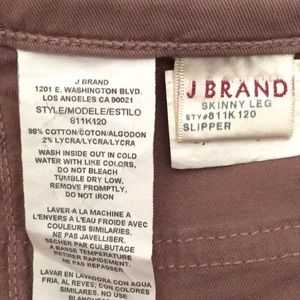 J BRAND
1201 E. WASHINGTON BLVD.
LOS ANGELES CA 90021
STYLE/MODELE/ESTILO
811K120
98% COTTON/COTON/ALGODON
2% LYCRA/LYCRA/LYCRA
WASH INSIDE OUT IN COLD
WATER WITH LIKE COLORS,
DO NOT BLEACH
TUMBLE DRY LOW,
REMOVE PROMPTLY,
DO NOT IRON
LAVER A LA MACHINE A
L'ENVERS A L'EAU FROIDE AVEC
COULEURS SIMILAIRES.
NE PAS JAVELLISER.
SECHER PAR CULBUTAGE
A BASSE TEMPERATURE
RETIRER RAPIDEMENT.
NE PAS REPASSER
LAVAR EN LAVADORA CON AGUA
FRIA, AL REVES; CON COLORES
SIMILARES. NO USE
J BRAND
SKINNY LEG
STY#811K120
SLIPPER